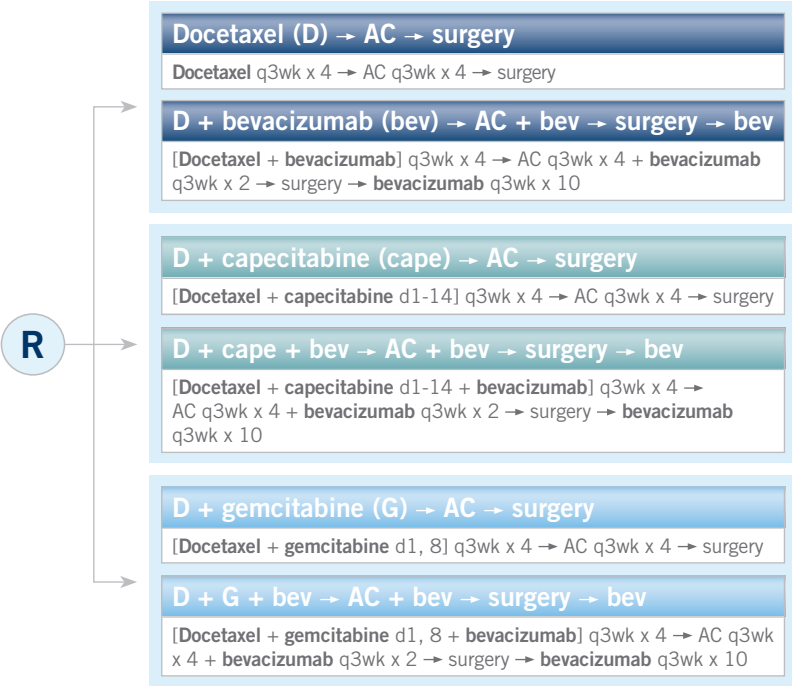 Docetaxel (D) → AC → surgery
Docetaxel q3wk x 4 → AC q3wk x 4 → surgery
D + bevacizumab (bev) → AC + bev → surgery → bev
[Docetaxel + bevacizumab] q3wk x 4 → AC q3wk x 4 + bevacizumab
q3wk x 2 → surgery → bevacizumab q3wk x 10
D + capecitabine (cape) → AC → surgery
[Docetaxel + capecitabine d1-14] q3wk x 4 → AC q3wk x 4 → surgery
R
D + cape + bev → AC + bev → surgery → bev
[Docetaxel + capecitabine d1-14 + bevacizumab] q3wk x 4 →
AC q3wk x 4 + bevacizumab q3wk x 2 → surgery → bevacizumab
q3wk x 10
D + gemcitabine (G) → AC → surgery
[Docetaxel + gemcitabine d1, 8] q3wk x 4 → AC q3wk x 4 → surgery
D + G + bev → AC + bev → surgery → bev
[Docetaxel + gemcitabine d1, 8 + bevacizumab] q3wk x 4 → AC q3wk
x 4 + bevacizumab q3wk x 2 → surgery → bevacizumab q3wk x 10